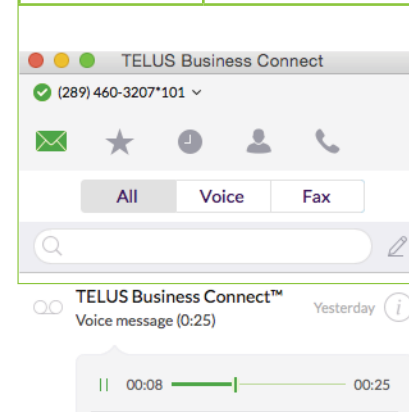 TELUS Business Connect
(289) 460-3207*101
All Voice Fax
TELUS Business Connect™ Yesterday
Voice message (0:25)
00:08 00:25